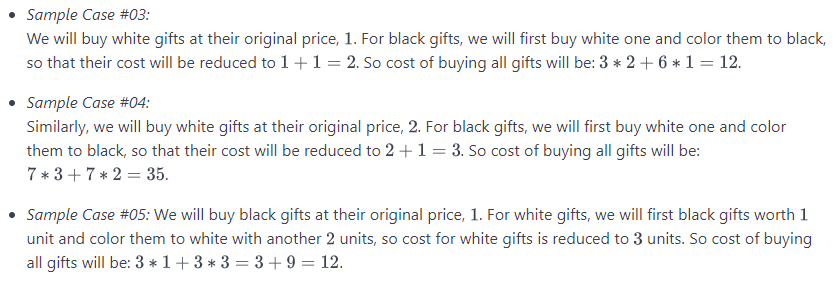 • Sample Case #03:
We will buy white gifts at their original price, 1. For black gifts, we will first buy white one and color them to black,
so that their cost will be reduced to 1 + 1 = 2. So cost of buying all gifts will be: 3 * 2 + 6 * 1 = 12.
• Sample Case #04:
Similarly, we will buy white gifts at their original price, 2. For black gifts, we will first buy white one and color
them to black, so that their cost will be reduced to 2 + 1 = 3. So cost of buying all gifts will be:
7 * 3 + 7 * 2 = 35.
• Sample Case #05: We will buy black gifts at their original price, 1. For white gifts, we will first black gifts worth 1
unit and color them to white with another 2 units, so cost for white gifts is reduced to 3 units. So cost of buying
all gifts will be: 3 * 1 + 3 * 3 = 3 + 9 = 12.